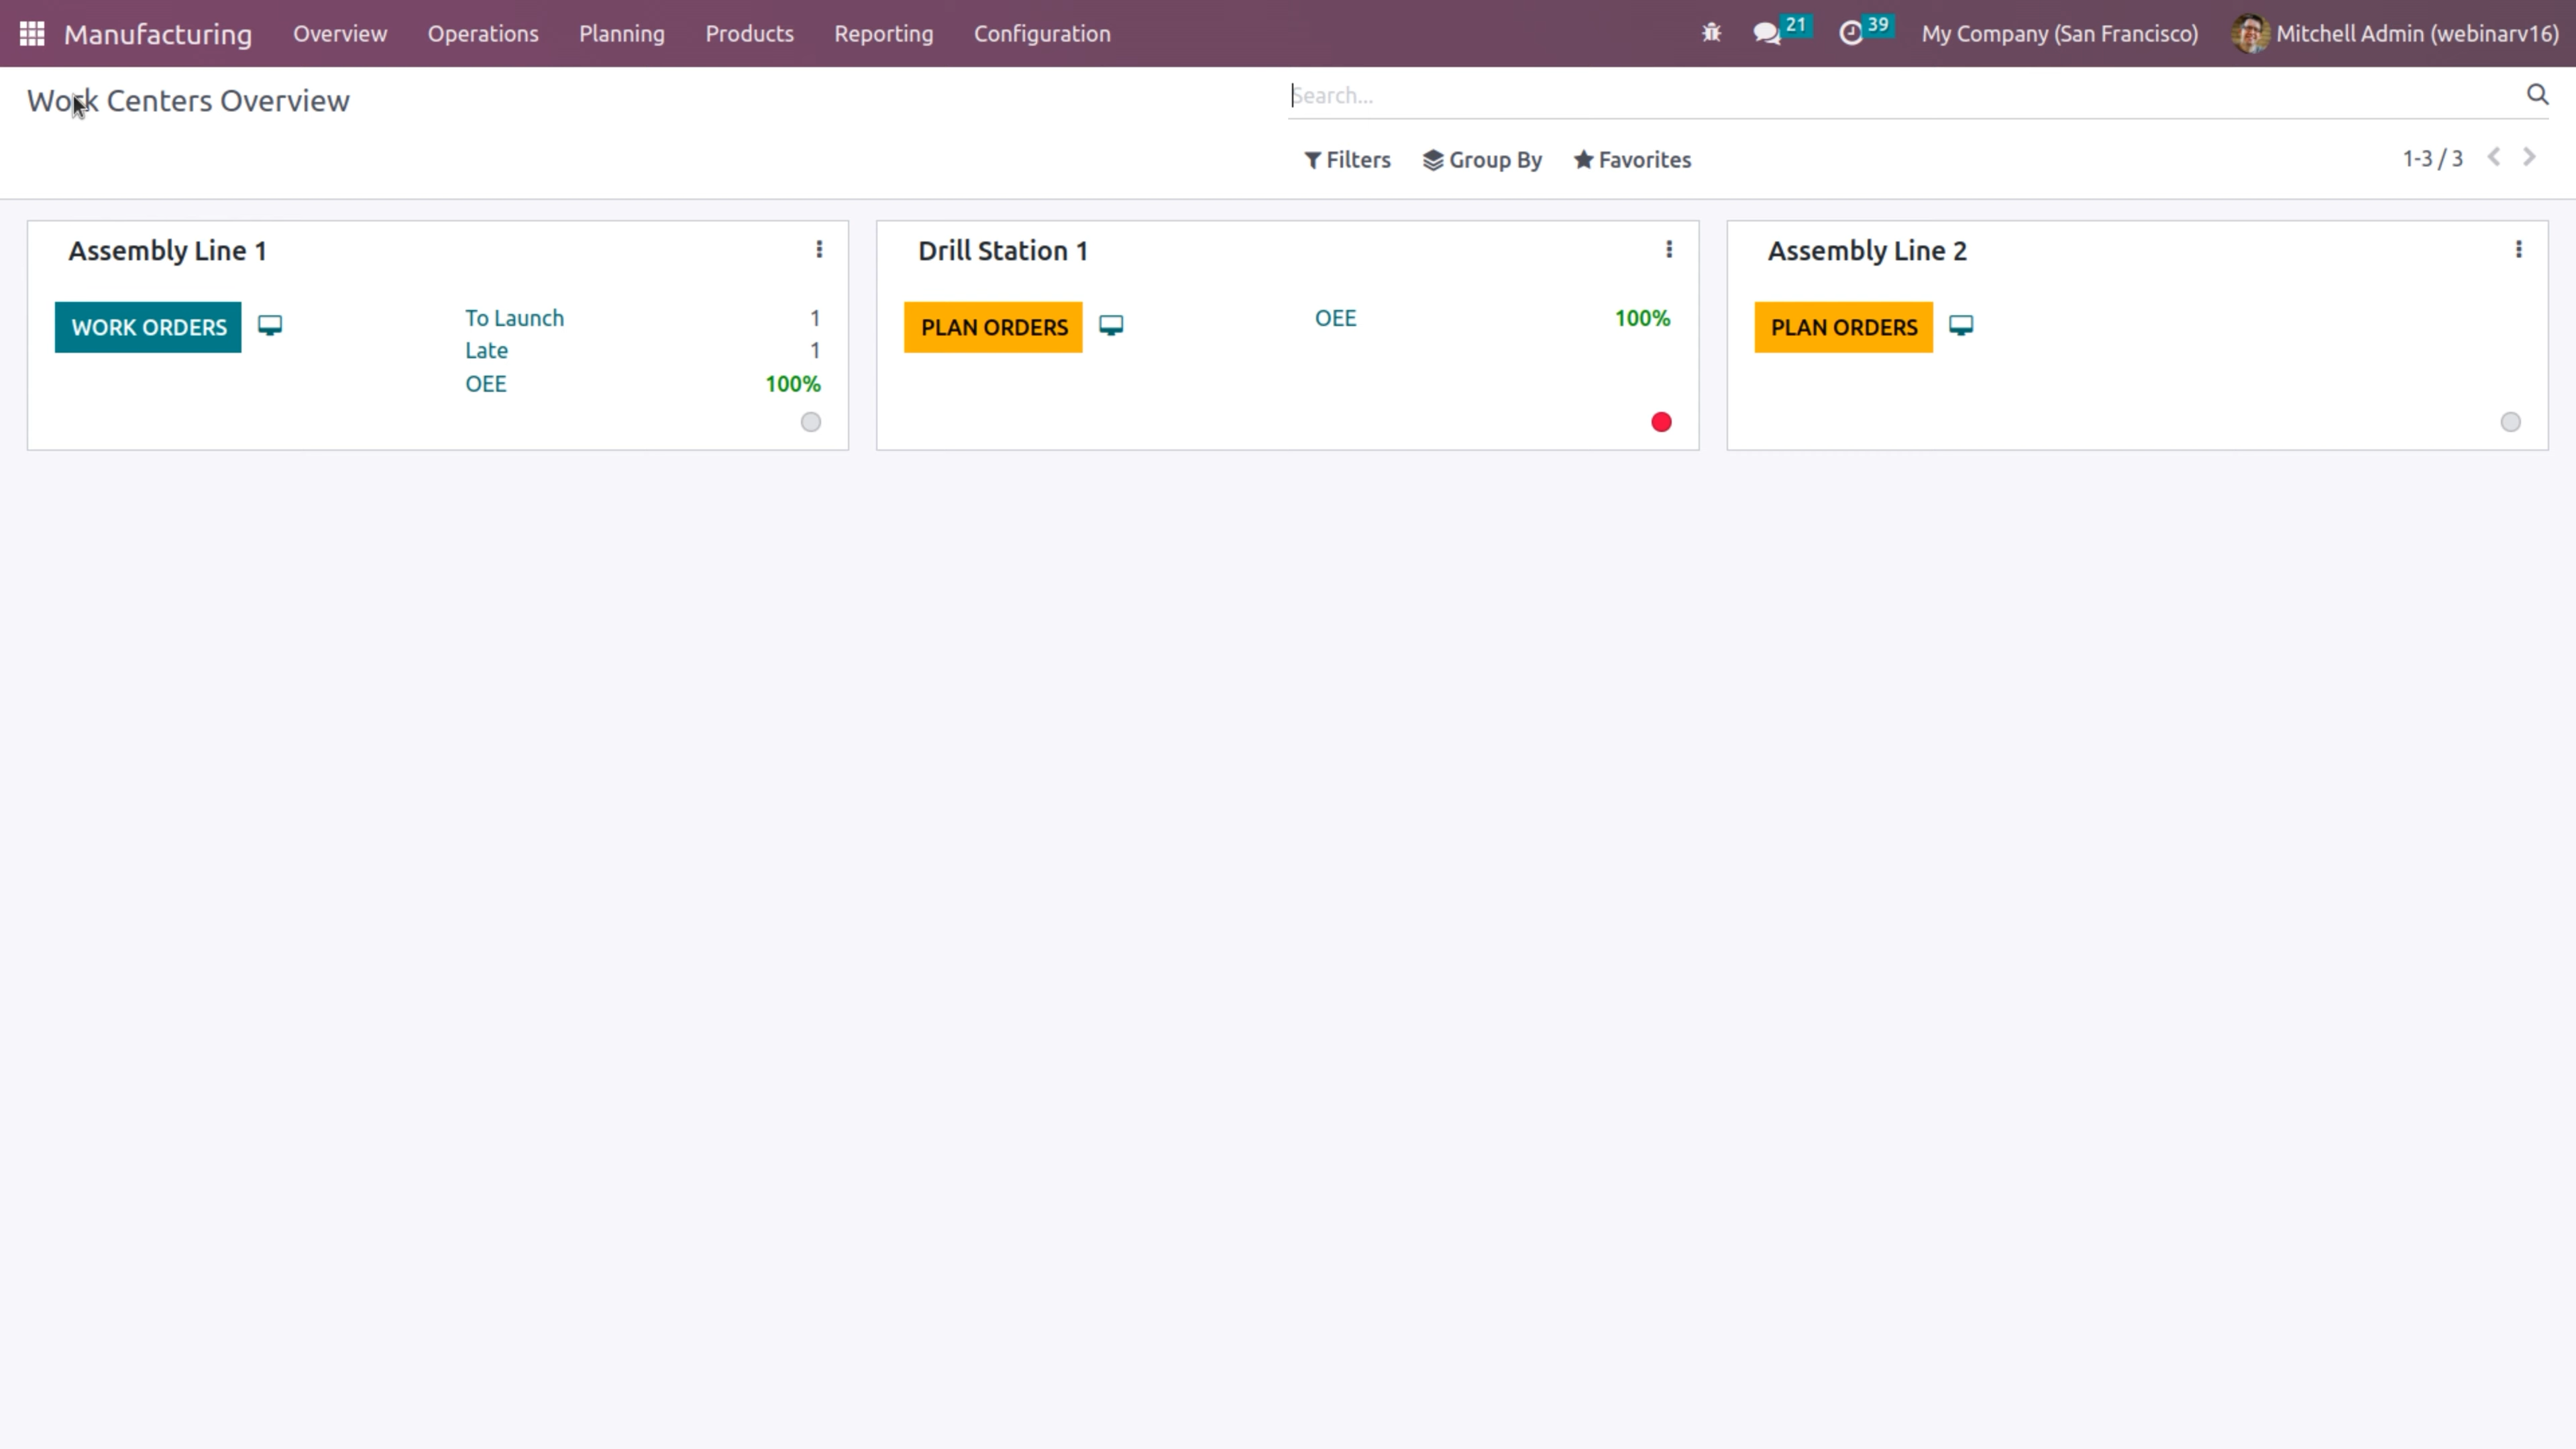 Manufacturing Overview Operations Planning Products Reporting Configuration 21 39 My Company (San Francisco) Mitchell Admin (webinarv16)
Work Centers Overview
Search...
Filters Group By Favorites 1-3 / 3
Assembly Line 1
WORK ORDERS
To Launch 1
Late 1
OEE 100%
Drill Station 1
PLAN ORDERS
OEE 100%
Assembly Line 2
PLAN ORDERS